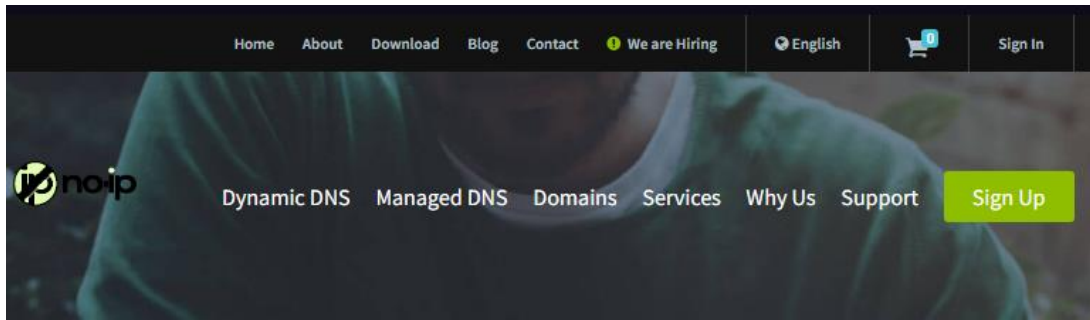 Home About Download Blog Contact ! We are Hiring English 0 Sign In
no-ip Dynamic DNS Managed DNS Domains Services Why Us Support Sign Up